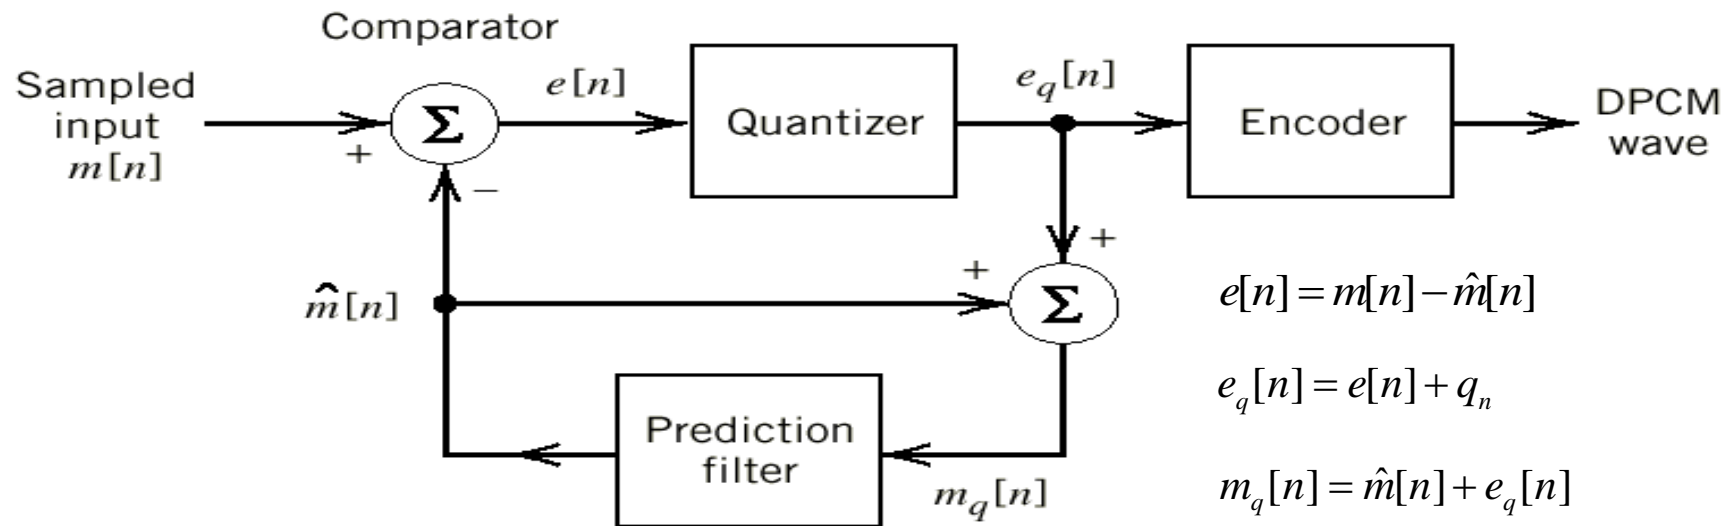 Comparator
Sampled
input
m[n]
+
−
Σ
e[n]
Quantizer
e_q[n]
Encoder
DPCM
wave
+
+
Σ
m̂[n]
Prediction
filter
m_q[n]
e[n] = m[n] − m̂[n]
e_q[n] = e[n] + q_n
m_q[n] = m̂[n] + e_q[n]